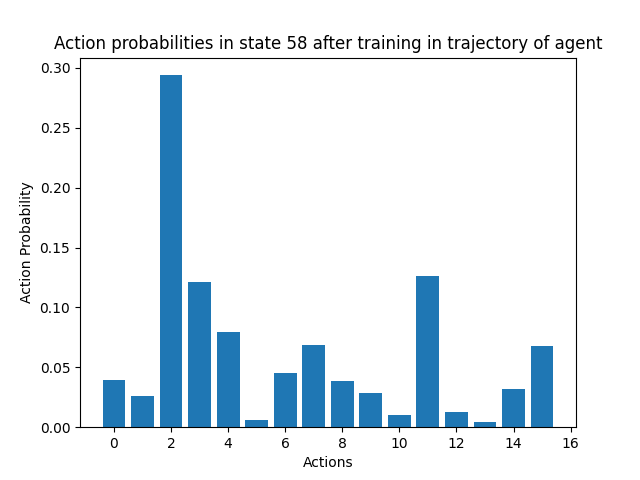 Action probabilities in state 58 after training in trajectory of agent
0.30
0.25
0.20
0.15
0.10
0.05
0.00
Action Probability
0 2 4 6 8 10 12 14 16
Actions